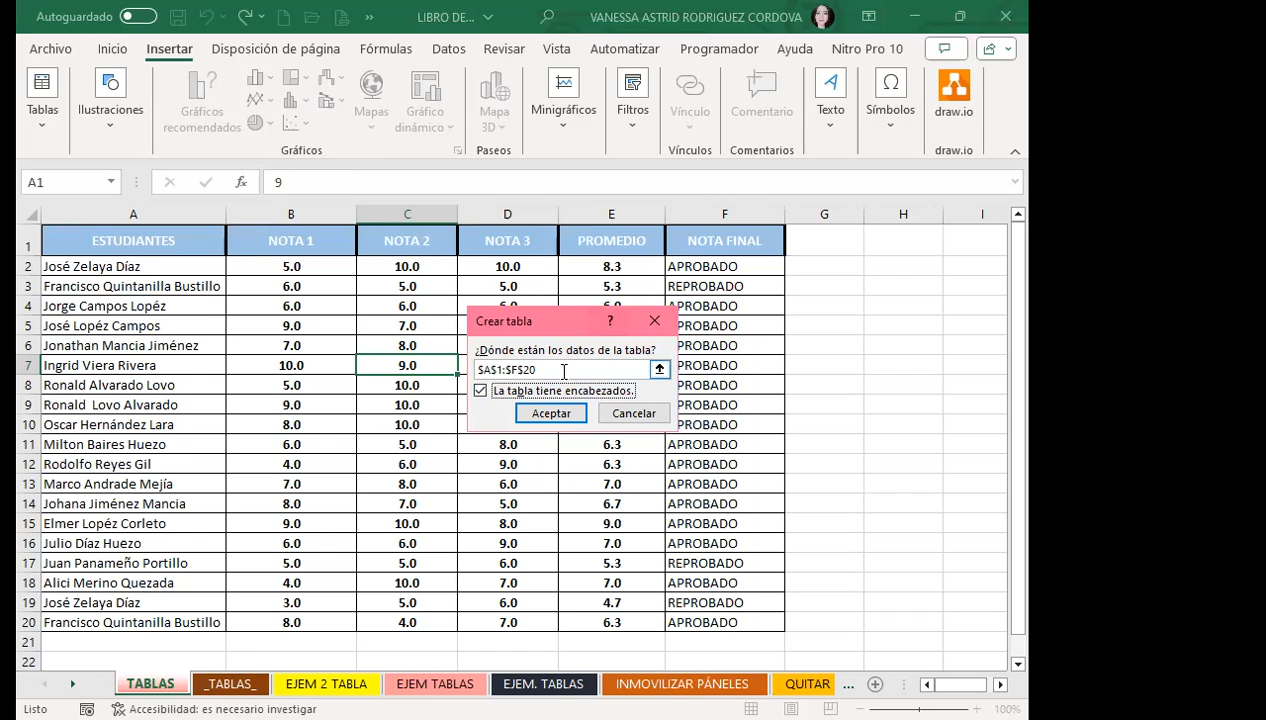 Autoguardado LIBRO DE... VANESSA ASTRID RODRIGUEZ CORDOVA
Archivo Inicio Insertar Disposición de página Fórmulas Datos Revisar Vista Automatizar Programador Ayuda Nitro Pro 10
Tablas Ilustraciones Gráficos recomendados Mapas Gráfico dinámico Mapa 3D Minigráficos Filtros Vínculo Comentario Texto Símbolos draw.io
Gráficos Paseos Vínculos Comentarios draw.io
A1 fx 9
A B C D E F G H I
1 ESTUDIANTES NOTA 1 NOTA 2 NOTA 3 PROMEDIO NOTA FINAL
2 José Zelaya Díaz 5.0 10.0 10.0 8.3 APROBADO
3 Francisco Quintanilla Bustillo 6.0 5.0 5.0 5.3 REPROBADO
4 Jorge Campos Lopéz 6.0 6.0 6.0 6.0 APROBADO
5 José Lopéz Campos 9.0 7.0 APROBADO
6 Jonathan Mancia Jiménez 7.0 8.0 APROBADO
7 Ingrid Viera Rivera 10.0 9.0 APROBADO
8 Ronald Alvarado Lovo 5.0 10.0 APROBADO
9 Ronald Lovo Alvarado 9.0 10.0 APROBADO
10 Oscar Hernández Lara 8.0 10.0 APROBADO
11 Milton Baires Huezo 6.0 5.0 8.0 6.3 APROBADO
12 Rodolfo Reyes Gil 4.0 6.0 9.0 6.3 APROBADO
13 Marco Andrade Mejía 7.0 8.0 6.0 7.0 APROBADO
14 Johana Jiménez Mancia 8.0 7.0 5.0 6.7 APROBADO
15 Elmer Lopéz Corleto 9.0 10.0 8.0 9.0 APROBADO
16 Julio Díaz Huezo 6.0 6.0 9.0 7.0 APROBADO
17 Juan Panameño Portillo 5.0 5.0 6.0 5.3 REPROBADO
18 Alici Merino Quezada 4.0 10.0 7.0 7.0 APROBADO
19 José Zelaya Díaz 3.0 5.0 6.0 4.7 REPROBADO
20 Francisco Quintanilla Bustillo 8.0 4.0 7.0 6.3 APROBADO
21
22
Crear tabla ?
¿Dónde están los datos de la tabla?
$A$1:$F$20
La tabla tiene encabezados.
Aceptar Cancelar
TABLAS _TABLAS_ EJEM 2 TABLA EJEM TABLAS EJEM. TABLAS INMOVILIZAR PÁNELES QUITAR ...
Listo Accesibilidad: es necesario investigar 100%